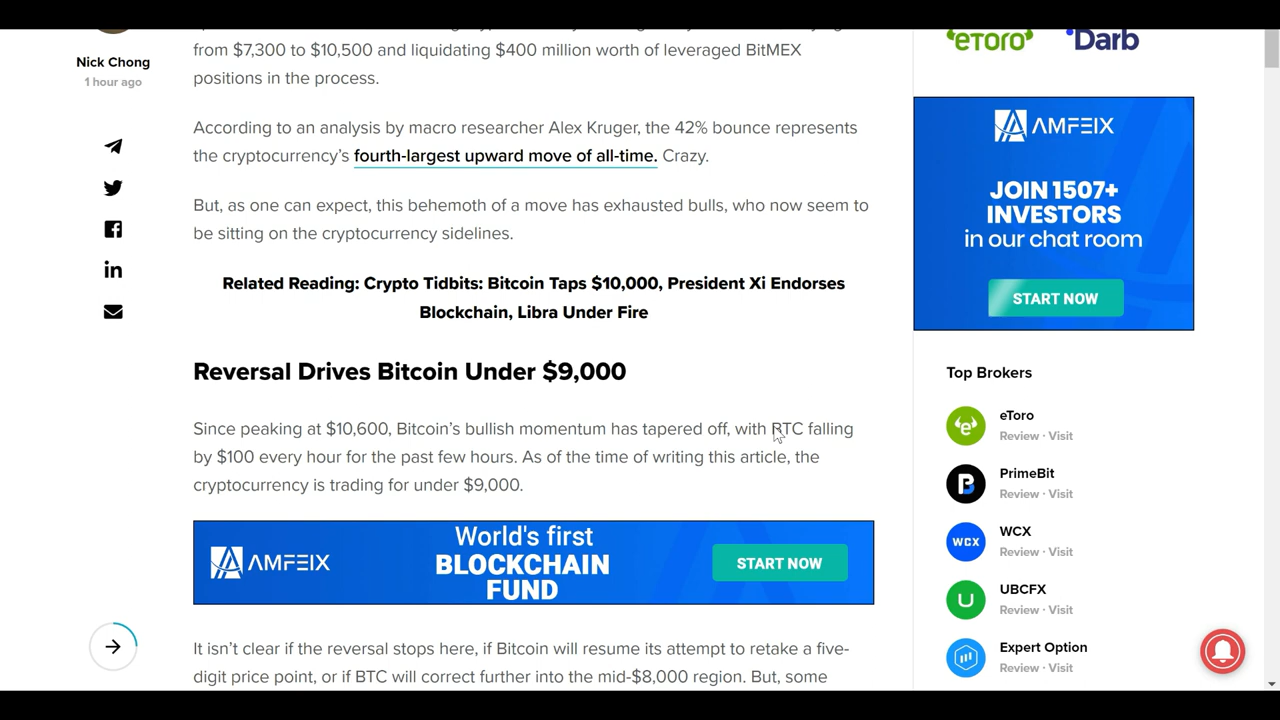 eToro
Darb
Nick Chong
1 hour ago
from $7,300 to $10,500 and liquidating $400 million worth of leveraged BitMEX
positions in the process.
According to an analysis by macro researcher Alex Kruger, the 42% bounce represents
the cryptocurrency's fourth-largest upward move of all-time. Crazy.
But, as one can expect, this behemoth of a move has exhausted bulls, who now seem to
be sitting on the cryptocurrency sidelines.
Related Reading: Crypto Tidbits: Bitcoin Taps $10,000, President Xi Endorses
Blockchain, Libra Under Fire
Reversal Drives Bitcoin Under $9,000
Since peaking at $10,600, Bitcoin's bullish momentum has tapered off, with BTC falling
by $100 every hour for the past few hours. As of the time of writing this article, the
cryptocurrency is trading for under $9,000.
AMFEIX
World's first
BLOCKCHAIN
FUND
START NOW
It isn't clear if the reversal stops here, if Bitcoin will resume its attempt to retake a five-
digit price point, or if BTC will correct further into the mid-$8,000 region. But, some
AMFEIX
JOIN 1507+
INVESTORS
in our chat room
START NOW
Top Brokers
eToro
Review · Visit
PrimeBit
Review · Visit
WCX
WCX
Review · Visit
UBCFX
Review · Visit
Expert Option
Review · Visit